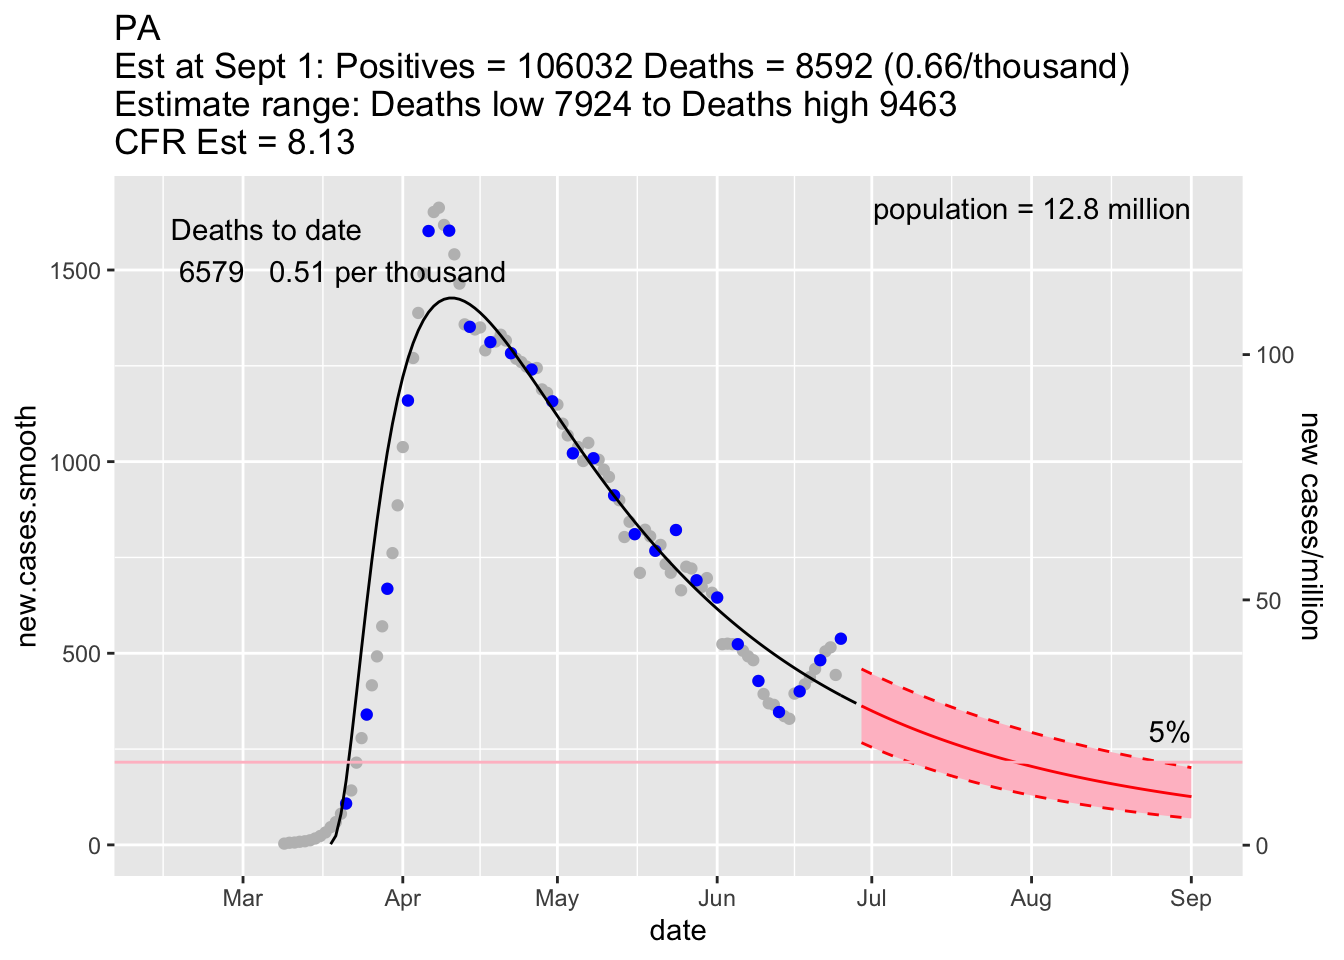 PA
Est at Sept 1: Positives = 106032 Deaths = 8592 (0.66/thousand)
Estimate range: Deaths low 7924 to Deaths high 9463
CFR Est = 8.13
population = 12.8 million
Deaths to date
6579   0.51 per thousand
1500
1000
500
0
new.cases.smooth
100
50
0
new cases/million
5%
Mar
Apr
May
Jun
Jul
Aug
Sep
date